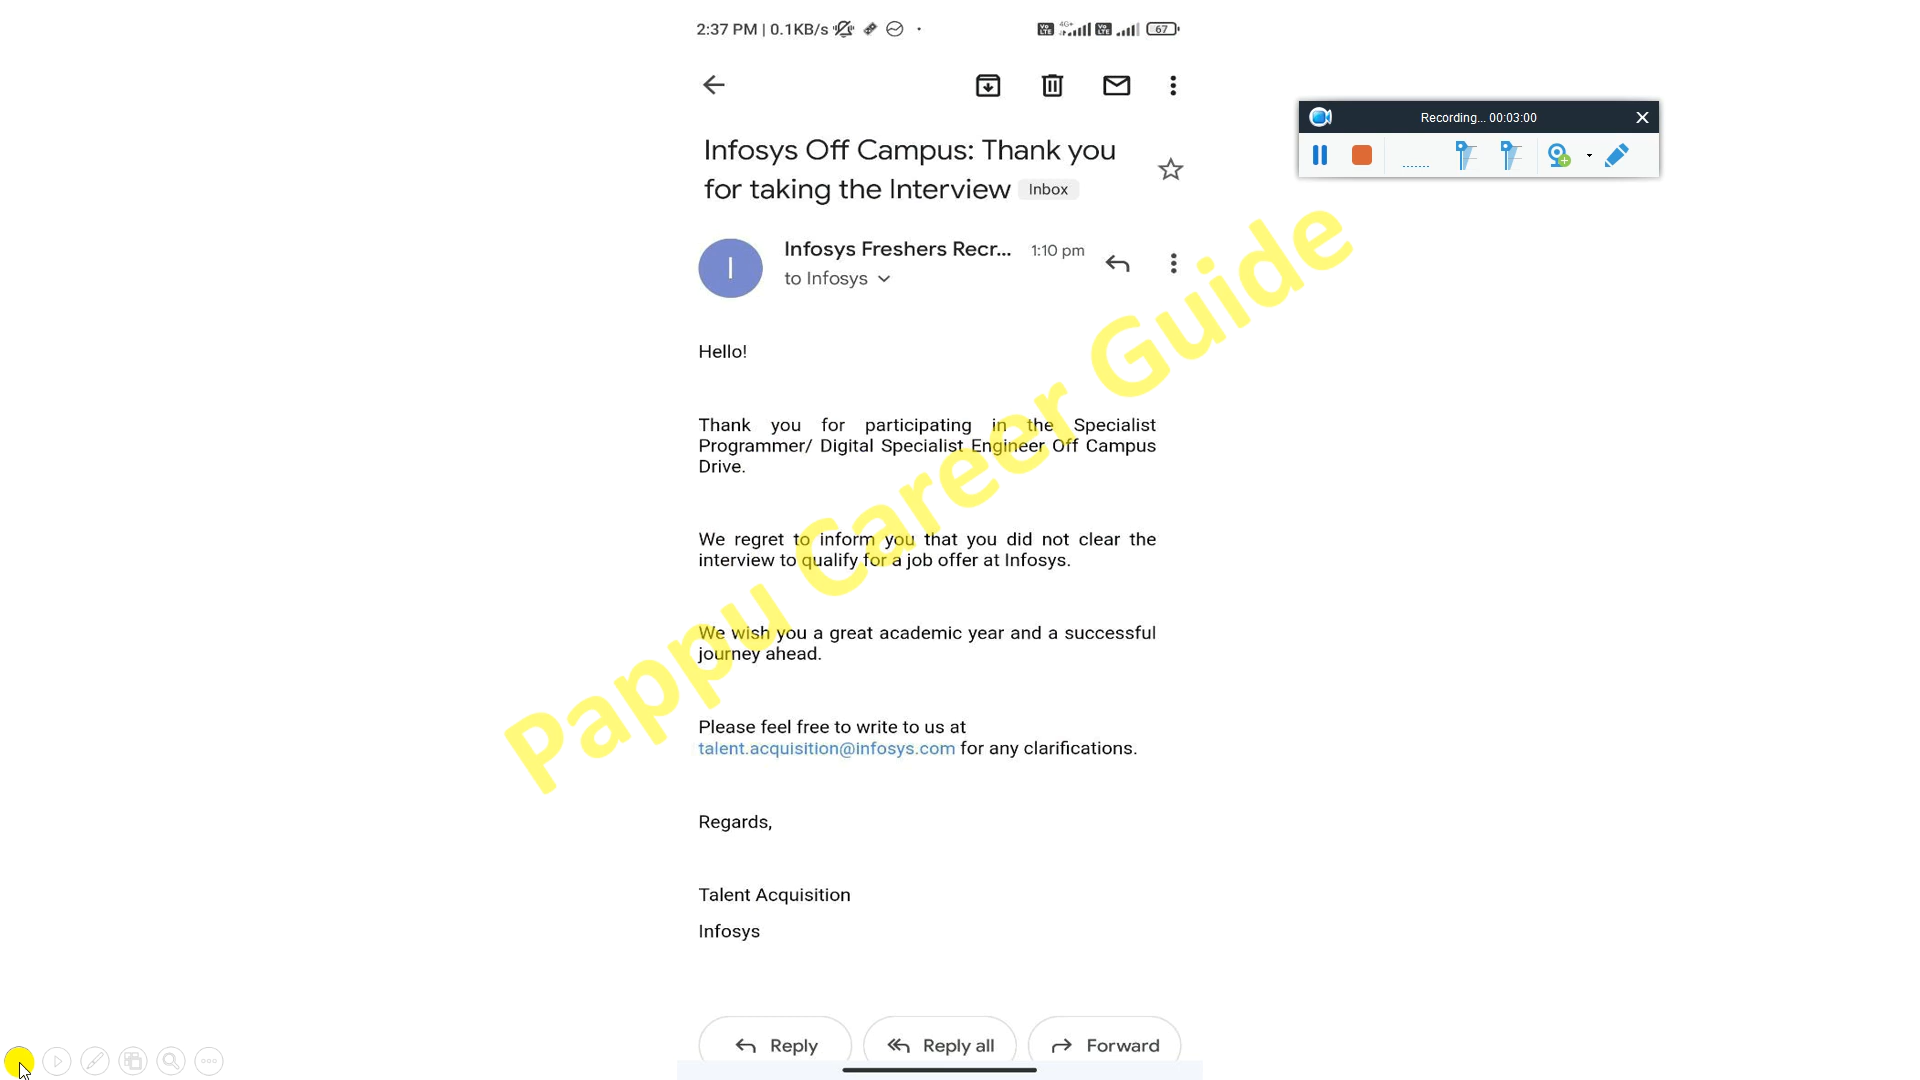 2:37 PM | 0.1KB/s
4G+
67
Recording... 00:03:00
Infosys Off Campus: Thank you
for taking the Interview Inbox
I
Infosys Freshers Recr... 1:10 pm
to Infosys
Hello!
Thank you for participating in the Specialist
Programmer/ Digital Specialist Engineer Off Campus
Drive.
We regret to inform you that you did not clear the
interview to qualify for a job offer at Infosys.
We wish you a great academic year and a successful
journey ahead.
Please feel free to write to us at
talent.acquisition@infosys.com for any clarifications.
Regards,
Talent Acquisition
Infosys
Reply Reply all Forward
Pappu Career Guide